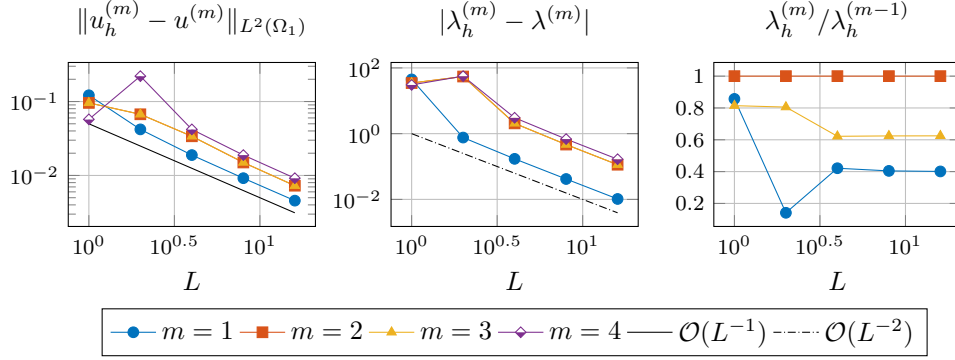 ‖u_h^(m) − u^(m)‖_L²(Ω₁)
10^−1
10^−2
10^0 10^0.5 10^1
L
|λ_h^(m) − λ^(m)|
10^2
10^0
10^−2
10^0 10^0.5 10^1
L
λ_h^(m)/λ_h^(m−1)
1
0.8
0.6
0.4
0.2
10^0 10^0.5 10^1
L
m = 1 m = 2 m = 3 m = 4 O(L^−1) O(L^−2)